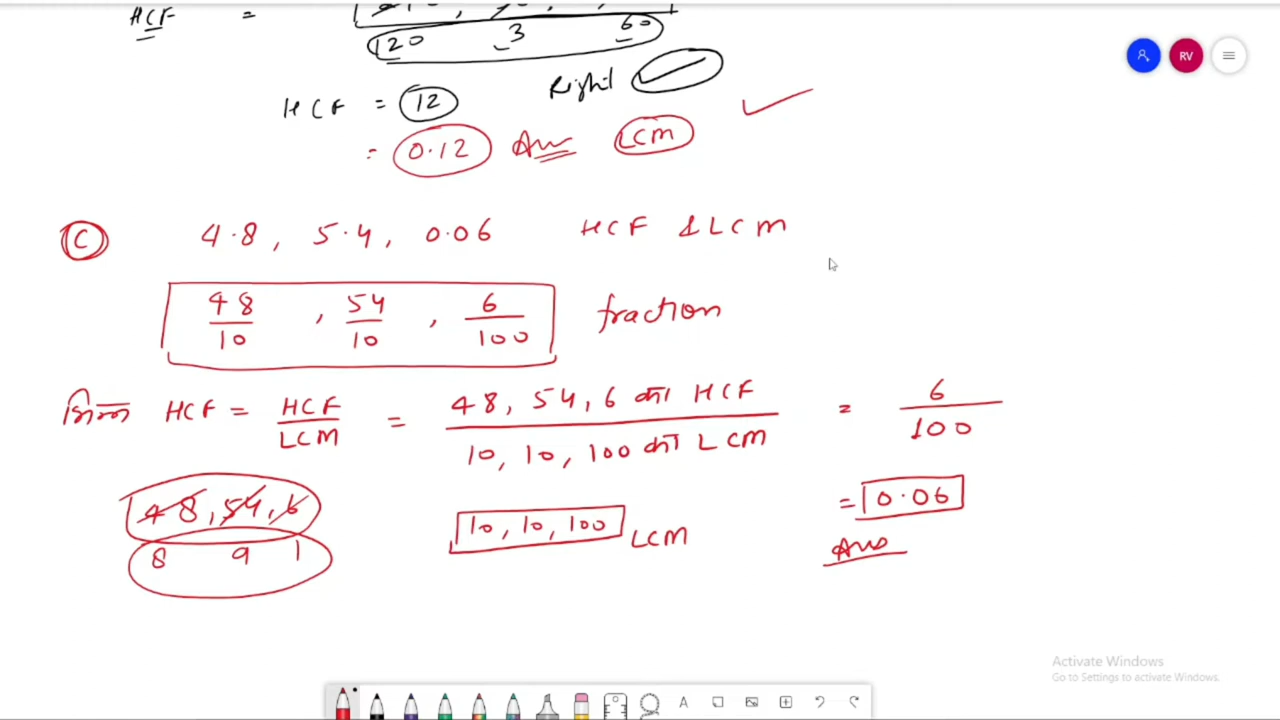 HCF =
120 3 60
HCF = 12 Right
= 0.12 Ans LCM
C 4.8, 5.4, 0.06 HCF & LCM
48/10, 54/10, 6/100 fraction
भिन्न HCF = HCF/LCM = 48, 54, 6 का HCF / 10, 10, 100 का LCM = 6/100
48, 54, 6
8 9 1
10, 10, 100 LCM
= 0.06
Ans
RV
Activate Windows
Go to Settings to activate Windows.
A